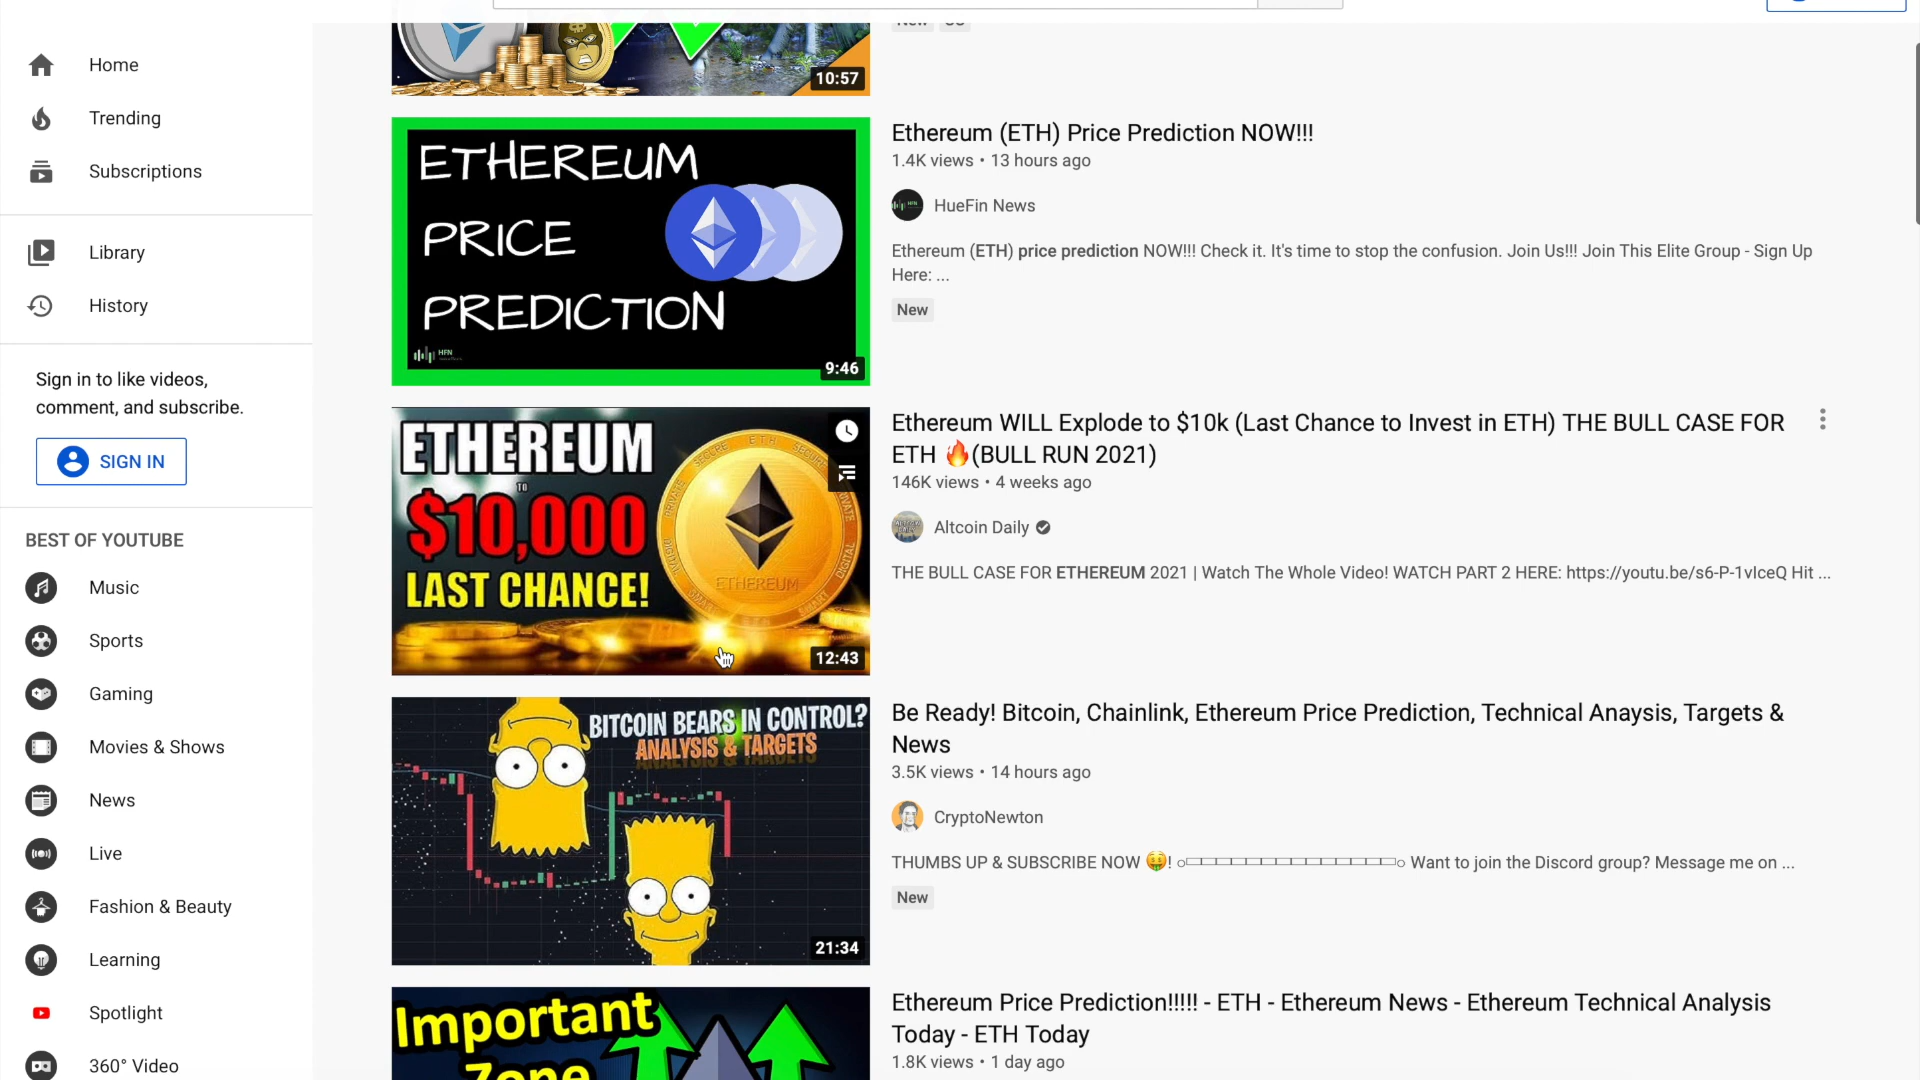 10:57
Home
Trending
Subscriptions
Library
History
Sign in to like videos,
comment, and subscribe.
SIGN IN
BEST OF YOUTUBE
Music
Sports
Gaming
Movies & Shows
News
Live
Fashion & Beauty
Learning
Spotlight
360° Video
ETHEREUM
PRICE
PREDICTION
HFN
9:46
Ethereum (ETH) Price Prediction NOW!!!
1.4K views • 13 hours ago
HueFin News
Ethereum (ETH) price prediction NOW!!! Check it. It's time to stop the confusion. Join Us!!! Join This Elite Group - Sign Up
Here: ...
New
ETHEREUM
TO
$10,000
LAST CHANCE!
ETHEREUM
12:43
Ethereum WILL Explode to $10k (Last Chance to Invest in ETH) THE BULL CASE FOR
ETH 🔥(BULL RUN 2021)
146K views • 4 weeks ago
Altcoin Daily
THE BULL CASE FOR ETHEREUM 2021 | Watch The Whole Video! WATCH PART 2 HERE: https://youtu.be/s6-P-1vIceQ Hit ...
BITCOIN BEARS IN CONTROL?
ANALYSIS & TARGETS
21:34
Be Ready! Bitcoin, Chainlink, Ethereum Price Prediction, Technical Anaysis, Targets &
News
3.5K views • 14 hours ago
CryptoNewton
THUMBS UP & SUBSCRIBE NOW 🤑! Want to join the Discord group? Message me on ...
New
Important
Zone
Ethereum Price Prediction!!!!! - ETH - Ethereum News - Ethereum Technical Analysis
Today - ETH Today
1.8K views • 1 day ago